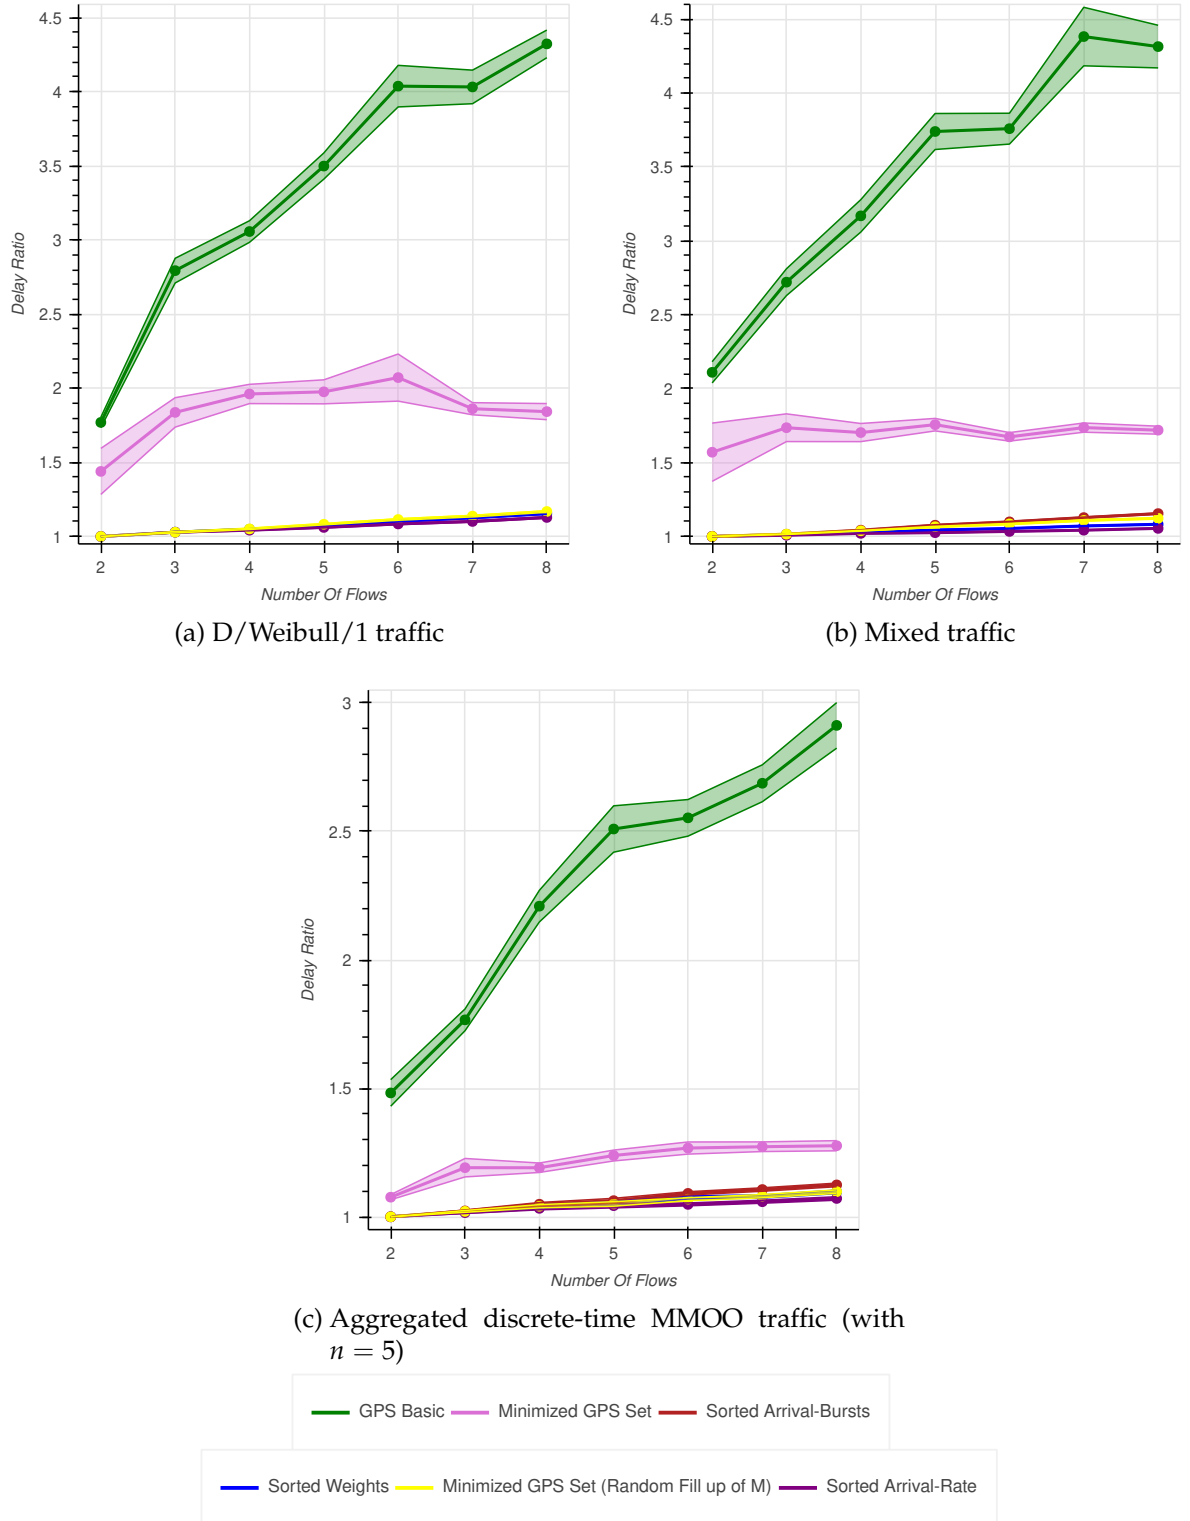 4.5
4
3.5
3
2.5
2
1.5
1
Delay Ratio
2 3 4 5 6 7 8
Number Of Flows
(a) D/Weibull/1 traffic
4.5
4
3.5
3
2.5
2
1.5
1
Delay Ratio
2 3 4 5 6 7 8
Number Of Flows
(b) Mixed traffic
3
2.5
2
1.5
1
Delay Ratio
2 3 4 5 6 7 8
Number Of Flows
(c) Aggregated discrete-time MMOO traffic (with
n = 5)
GPS Basic Minimized GPS Set Sorted Arrival-Bursts
Sorted Weights Minimized GPS Set (Random Fill up of M) Sorted Arrival-Rate